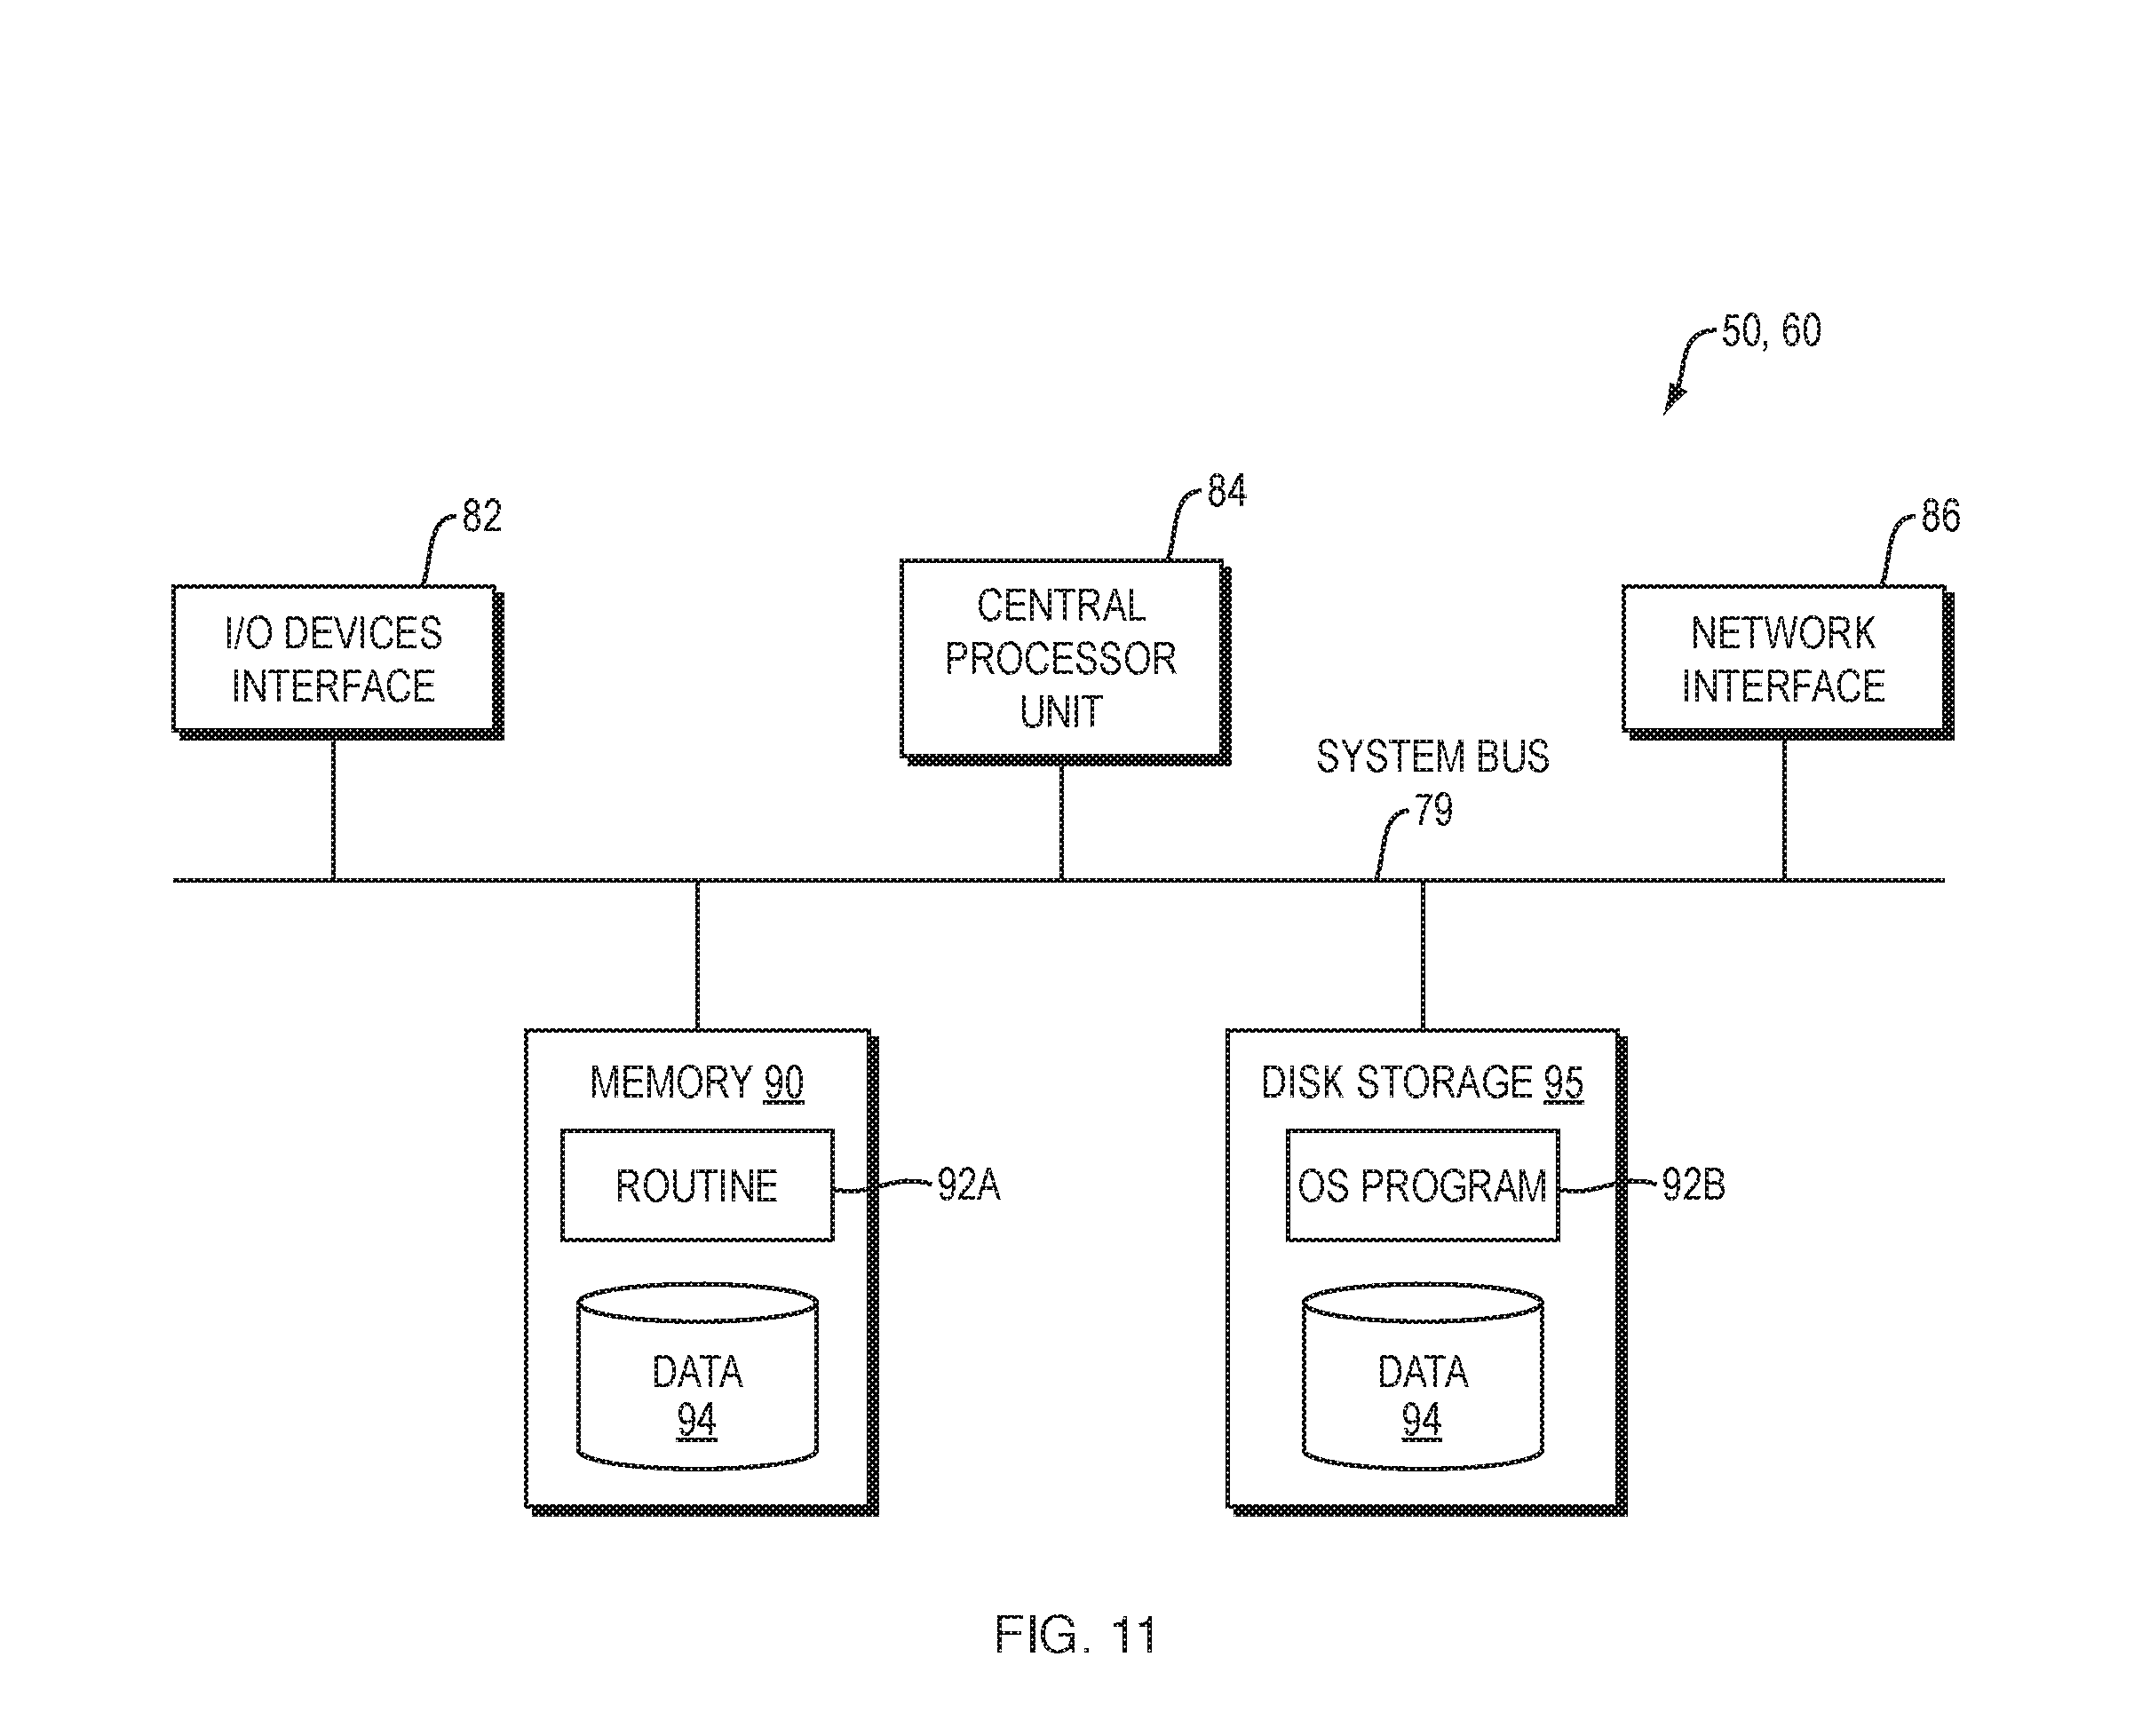 50, 60
82
84
86
I/O DEVICES
INTERFACE
CENTRAL
PROCESSOR
UNIT
NETWORK
INTERFACE
SYSTEM BUS
79
MEMORY 90
ROUTINE
92A
DATA
94
DISK STORAGE 95
OS PROGRAM
92B
DATA
94
FIG. 11